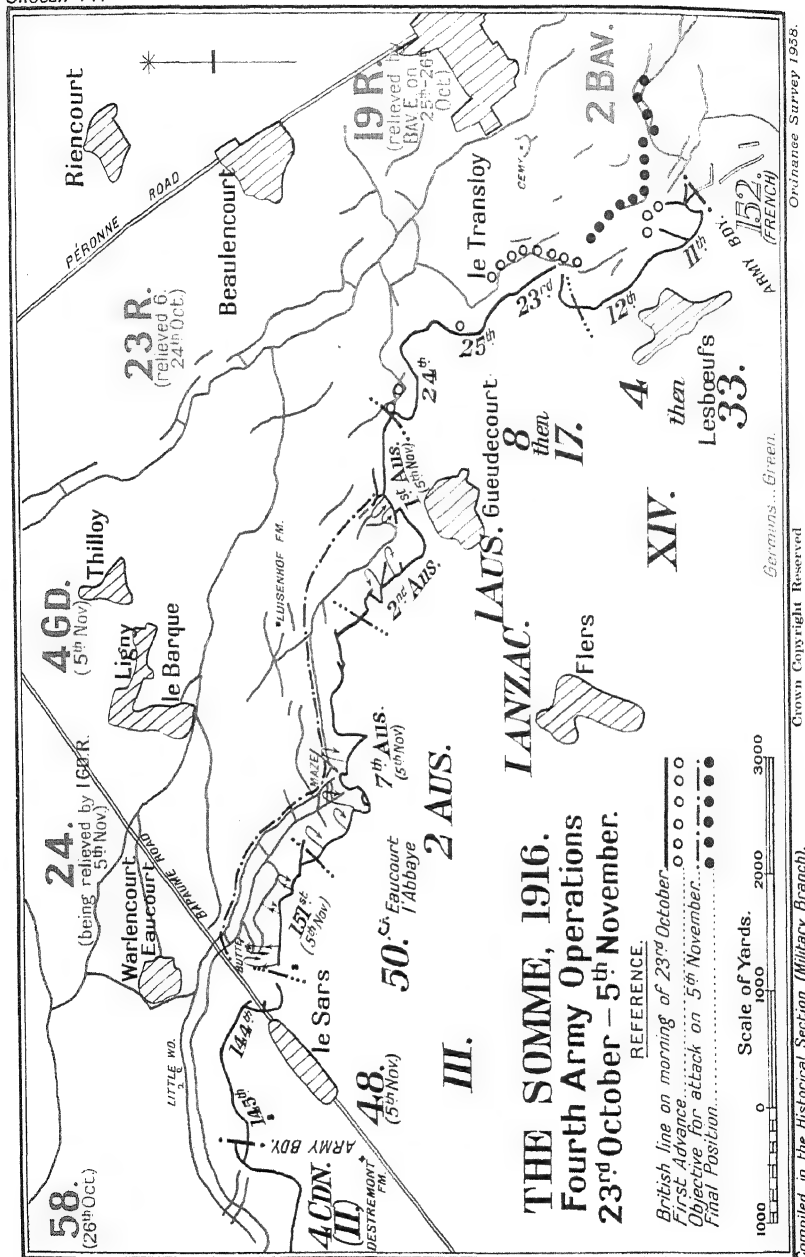 58.
(26th Oct.)
24.
(being relieved by 1 GD.R.
5th Nov.)
4 GD.
(5th Nov)
23 R.
(relieved 6.
24th Oct.)
19 R.
(relieved by
BAV. E. on
25th-26th
Oct)
2 BAV.
Riencourt
PÉRONNE ROAD
Beaulencourt
Thilloy
Ligny
le Barque
Warlencourt
Eaucourt
BAPAUME ROAD
LITTLE WD.
LUISENHOF FM.
le Transloy
CEMY
MAZE
BUTTE
144th
145th
ARMY BDY.
4 CDN.
(II)
DESTREMONT
FM.
le Sars
48.
(5th Nov.)
151st
(5th Nov)
50.
Eaucourt
l'Abbaye
7th Aus.
(5th Nov)
2nd Aus.
1st Aus.
(5th Nov)
24th
25th
23rd
12th
11th
ARMY BDY.
152.
(FRENCH)
Gueudecourt
Lesbœufs
Flers
III.
2 AUS.
I ANZAC.
1 AUS.
8
then
17.
4
then
33.
XIV.
THE SOMME, 1916.
Fourth Army Operations
23rd October – 5th November.
REFERENCE.
British line on morning of 23rd October
First Advance
Objective for attack on 5th November
Final Position
Scale of Yards.
1000 0 1000 2000 3000
Germans...Green.
Compiled in the Historical Section (Military Branch).
Crown Copyright Reserved
Ordnance Survey 1938.